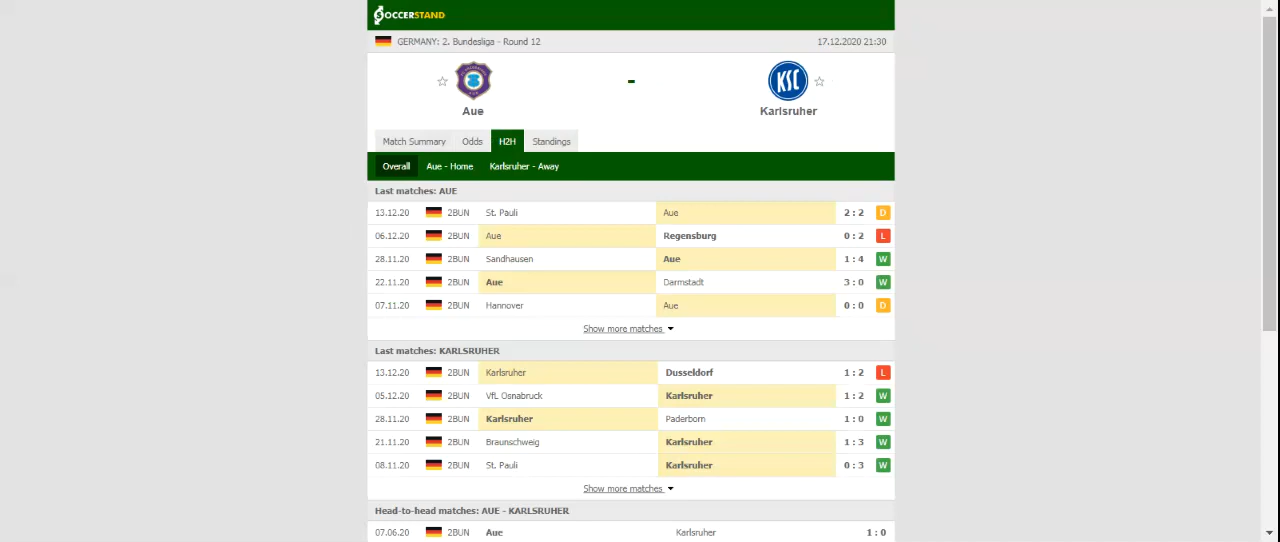 SOCCERSTAND
GERMANY: 2. Bundesliga - Round 12 17.12.2020 21:30
-
KSC
Aue Karlsruher
Match Summary Odds H2H Standings
Overall Aue - Home Karlsruher - Away
Last matches: AUE
13.12.20 2BUN St. Pauli Aue 2 : 2 D
06.12.20 2BUN Aue Regensburg 0 : 2 L
28.11.20 2BUN Sandhausen Aue 1 : 4 W
22.11.20 2BUN Aue Darmstadt 3 : 0 W
07.11.20 2BUN Hannover Aue 0 : 0 D
Show more matches
Last matches: KARLSRUHER
13.12.20 2BUN Karlsruher Dusseldorf 1 : 2 L
05.12.20 2BUN VfL Osnabruck Karlsruher 1 : 2 W
28.11.20 2BUN Karlsruher Paderborn 1 : 0 W
21.11.20 2BUN Braunschweig Karlsruher 1 : 3 W
08.11.20 2BUN St. Pauli Karlsruher 0 : 3 W
Show more matches
Head-to-head matches: AUE - KARLSRUHER
07.06.20 2BUN Aue Karlsruher 1 : 0